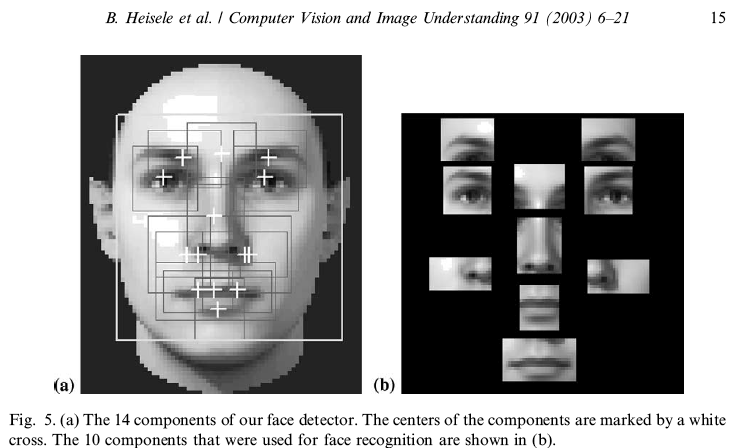 B. Heisele et al. / Computer Vision and Image Understanding 91 (2003) 6–21 15
(a) (b)
Fig. 5. (a) The 14 components of our face detector. The centers of the components are marked by a white
cross. The 10 components that were used for face recognition are shown in (b).